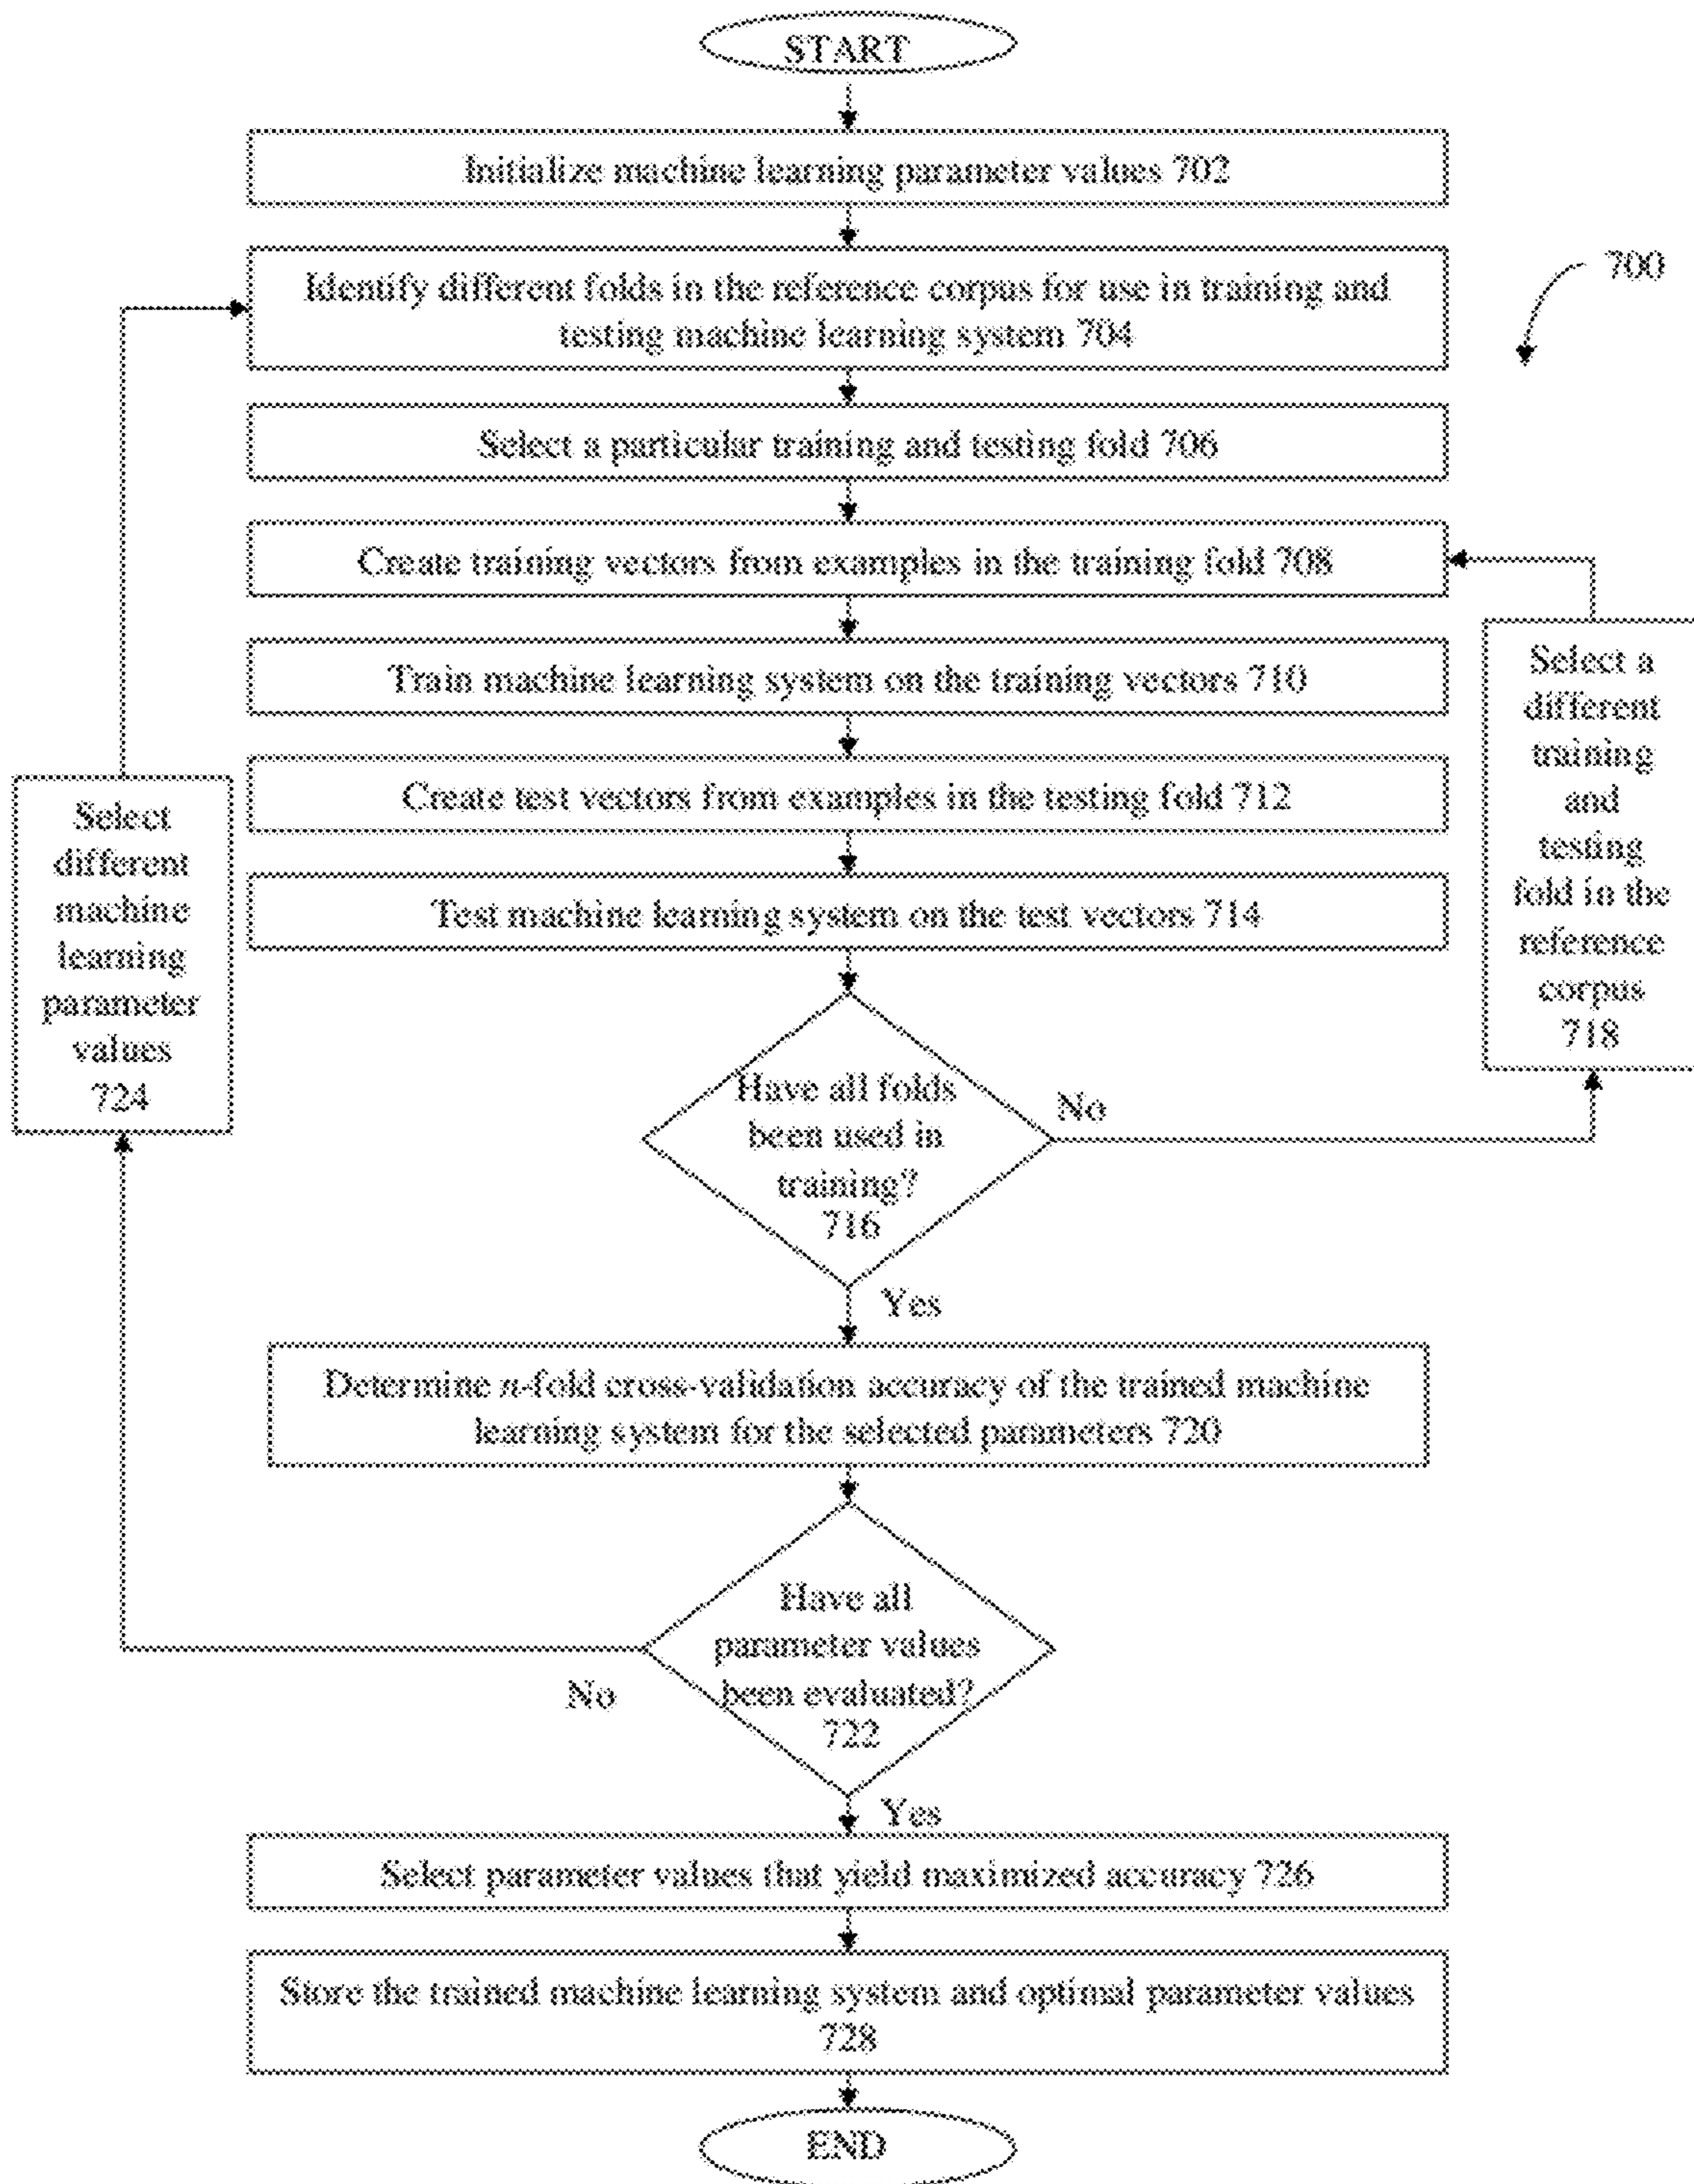 START
Initialize machine learning parameter values 702
Identify different folds in the reference corpus for use in training and
testing machine learning system 704
700
Select a particular training and testing fold 706
Create training vectors from examples in the training fold 708
Train machine learning system on the training vectors 710
Create test vectors from examples in the testing fold 712
Test machine learning system on the test vectors 714
Select a
different
training
and
testing
fold in the
reference
corpus
718
Select
different
machine
learning
parameter
values
724
Have all folds
been used in
training?
716
No
Yes
Determine n-fold cross-validation accuracy of the trained machine
learning system for the selected parameters 720
Have all
parameter values
been evaluated?
722
No
Yes
Select parameter values that yield maximized accuracy 726
Store the trained machine learning system and optimal parameter values
728
END